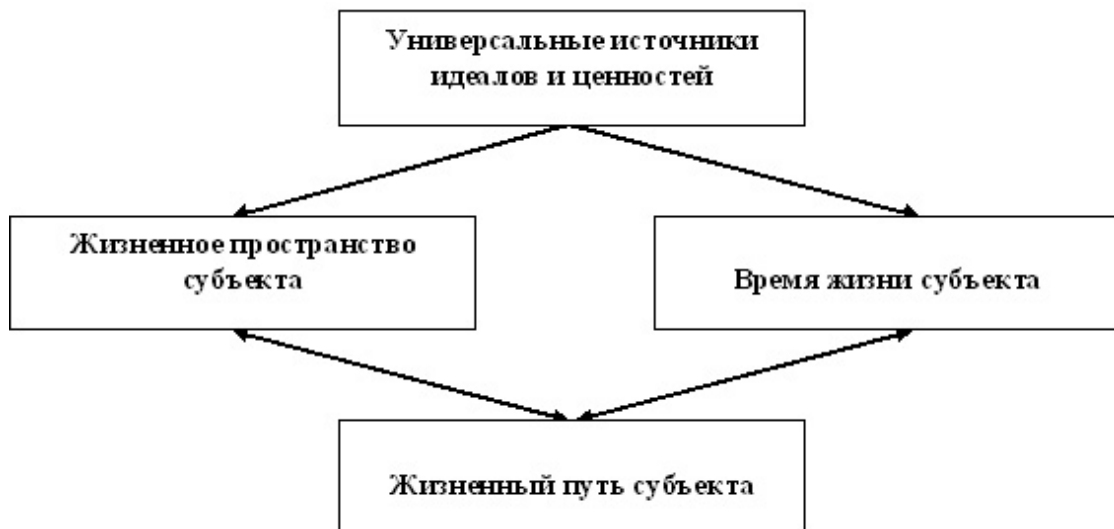 Универсальные источники
идеалов и ценностей
Жизненное пространство
субъекта
Время жизни субъекта
Жизненный путь субъекта